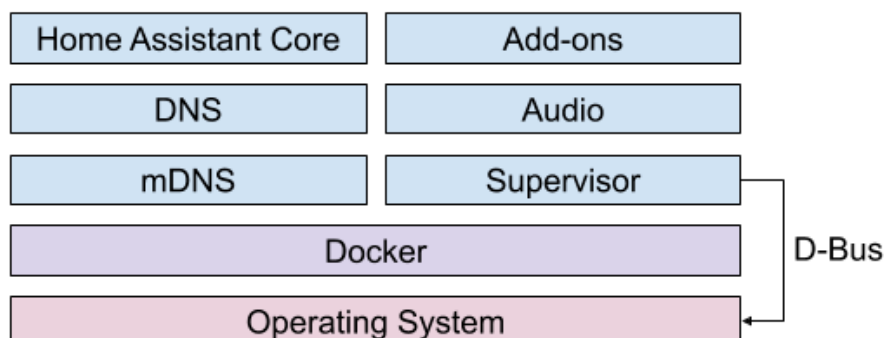 Home Assistant Core
Add-ons
DNS
Audio
mDNS
Supervisor
Docker
D-Bus
Operating System